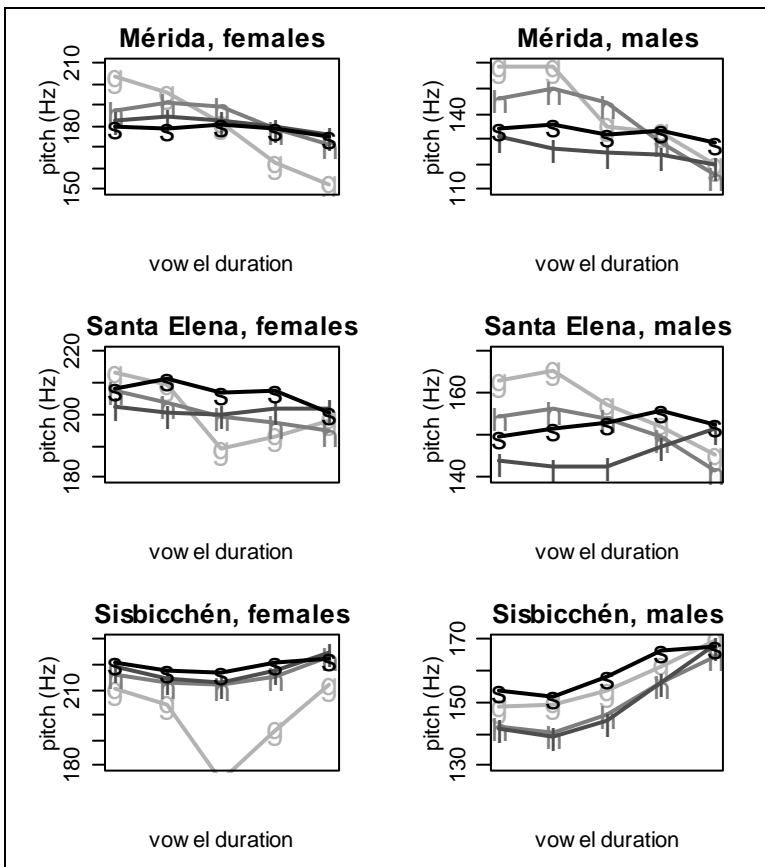 Mérida, females
pitch (Hz)
150 180 210
vow el duration
Mérida, males
pitch (Hz)
110 140
vow el duration
Santa Elena, females
pitch (Hz)
180 200 220
vow el duration
Santa Elena, males
pitch (Hz)
140 160
vow el duration
Sisbicchén, females
pitch (Hz)
180 210
vow el duration
Sisbicchén, males
pitch (Hz)
130 150 170
vow el duration